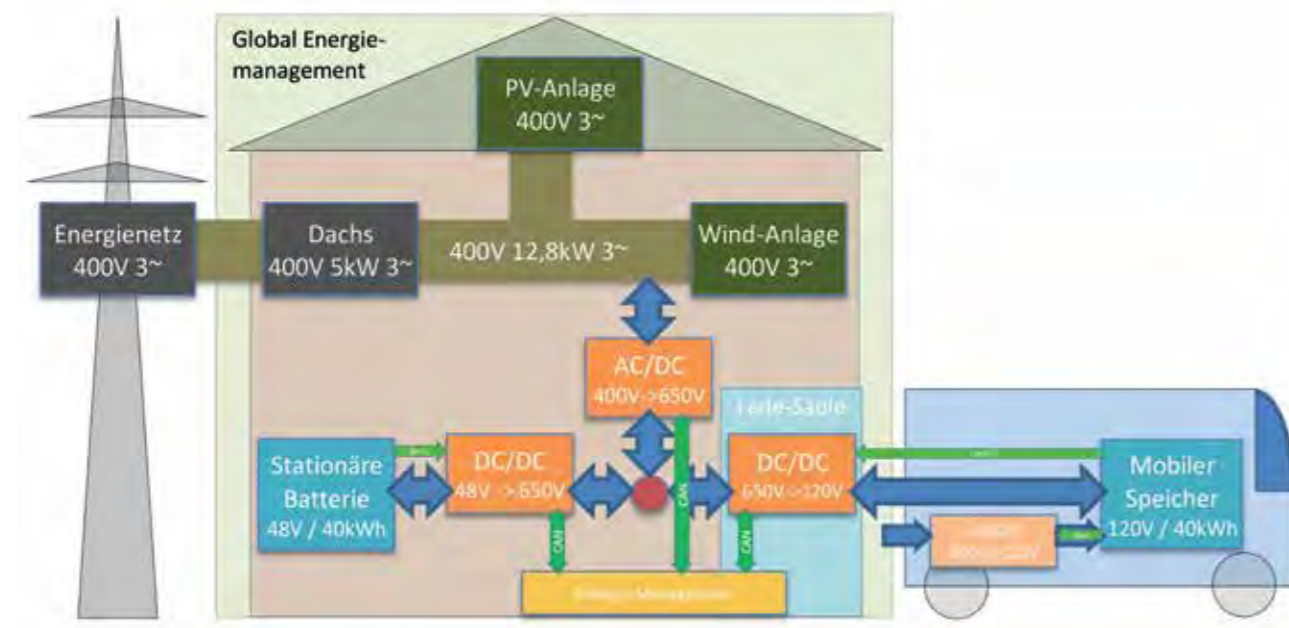 Global Energie-
management
PV-Anlage
400V 3~
Energienetz
400V 3~
Dachs
400V 5kW 3~
400V 12,8kW 3~
Wind-Anlage
400V 3~
AC/DC
400V->650V
Lade-Säule
Stationäre
Batterie
48V / 40kWh
DC/DC
48V ->650V
DC/DC
650V->120V
Mobiler
Speicher
120V / 40kWh
CAN
CAN
CAN